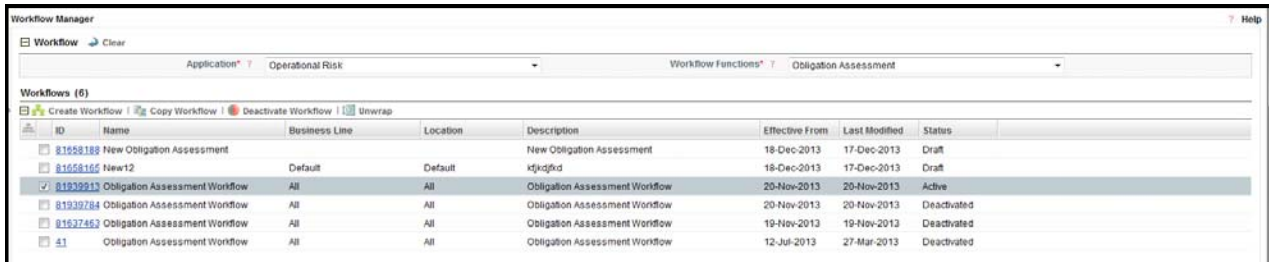 Workflow Manager ? Help
Workflow Clear
Application* ? Operational Risk Workflow Functions* ? Obligation Assessment
Workflows (6)
Create Workflow | Copy Workflow | Deactivate Workflow | Unwrap
ID Name Business Line Location Description Effective From Last Modified Status
81658188 New Obligation Assessment New Obligation Assessment 18-Dec-2013 17-Dec-2013 Draft
81658165 New12 Default Default kfjkdjfkd 18-Dec-2013 17-Dec-2013 Draft
81939913 Obligation Assessment Workflow All All Obligation Assessment Workflow 20-Nov-2013 20-Nov-2013 Active
81939784 Obligation Assessment Workflow All All Obligation Assessment Workflow 20-Nov-2013 20-Nov-2013 Deactivated
81637463 Obligation Assessment Workflow All All Obligation Assessment Workflow 19-Nov-2013 19-Nov-2013 Deactivated
41 Obligation Assessment Workflow All All Obligation Assessment Workflow 12-Jul-2013 27-Mar-2013 Deactivated